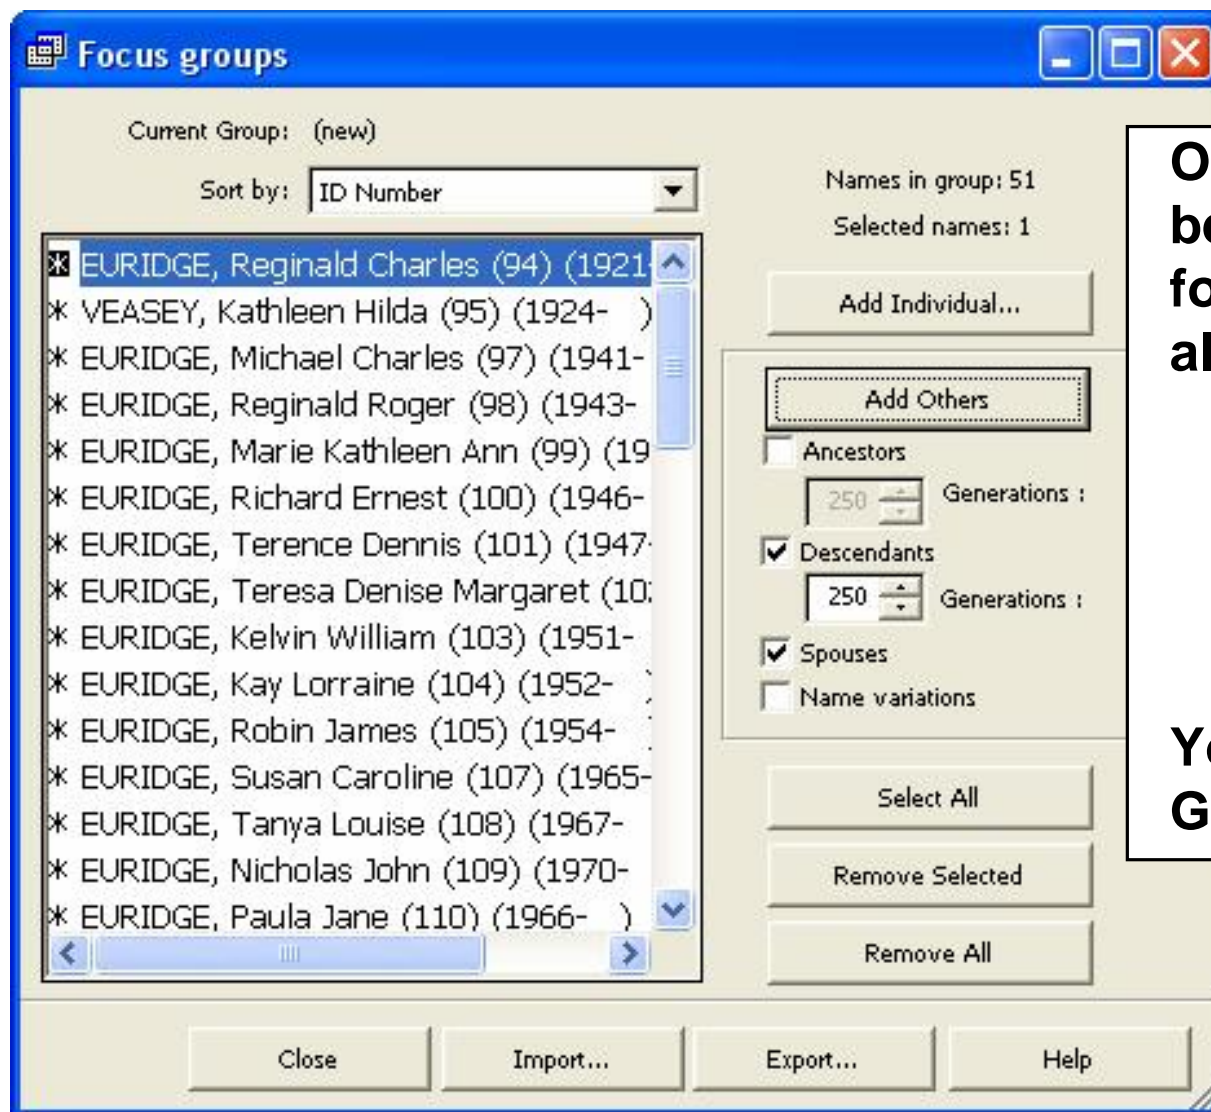 Focus groups
Current Group: (new)
Sort by: ID Number
Names in group: 51
Selected names: 1
* EURIDGE, Reginald Charles (94) (1921-
* VEASEY, Kathleen Hilda (95) (1924- )
* EURIDGE, Michael Charles (97) (1941-
* EURIDGE, Reginald Roger (98) (1943-
* EURIDGE, Marie Kathleen Ann (99) (19
* EURIDGE, Richard Ernest (100) (1946-
* EURIDGE, Terence Dennis (101) (1947-
* EURIDGE, Teresa Denise Margaret (10
* EURIDGE, Kelvin William (103) (1951-
* EURIDGE, Kay Lorraine (104) (1952- )
* EURIDGE, Robin James (105) (1954-
* EURIDGE, Susan Caroline (107) (1965-
* EURIDGE, Tanya Louise (108) (1967-
* EURIDGE, Nicholas John (109) (1970-
* EURIDGE, Paula Jane (110) (1966- )
Add Individual...
Add Others
Ancestors
250 Generations :
Descendants
250 Generations :
Spouses
Name variations
Select All
Remove Selected
Remove All
Close Import... Export... Help